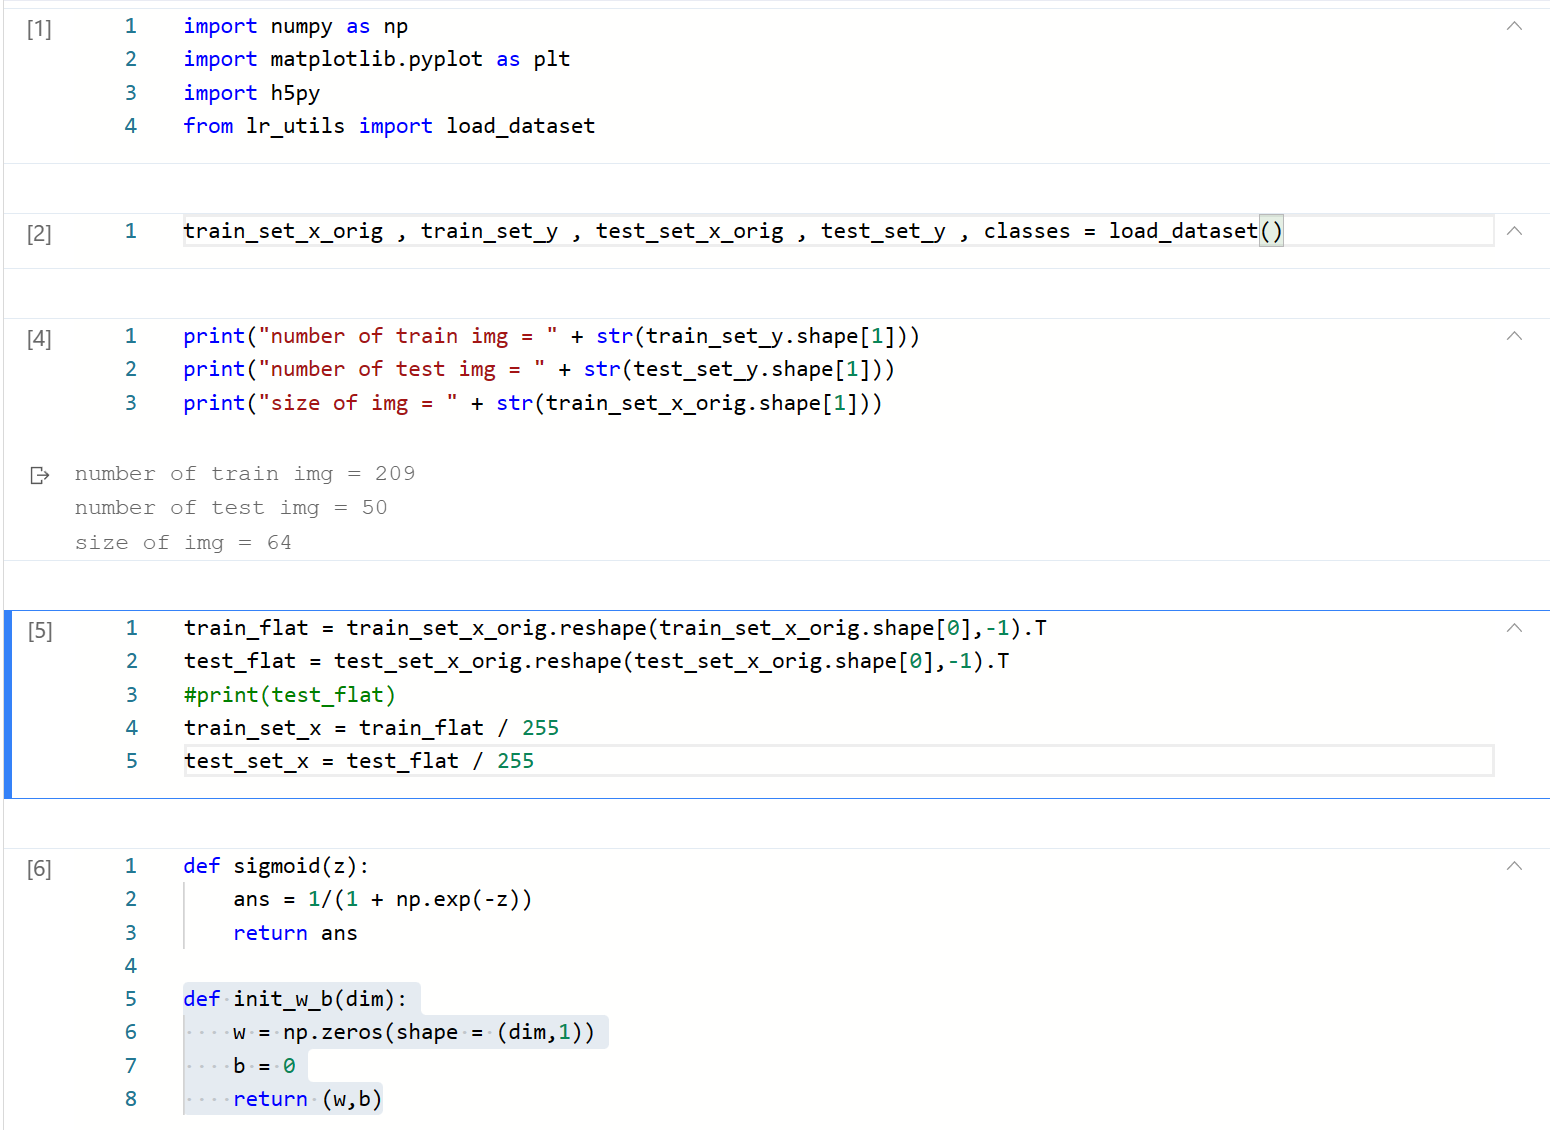 [1]
1 import numpy as np
2 import matplotlib.pyplot as plt
3 import h5py
4 from lr_utils import load_dataset
[2]
1 train_set_x_orig , train_set_y , test_set_x_orig , test_set_y , classes = load_dataset()
[4]
1 print("number of train img = " + str(train_set_y.shape[1]))
2 print("number of test img = " + str(test_set_y.shape[1]))
3 print("size of img = " + str(train_set_x_orig.shape[1]))
number of train img = 209
number of test img = 50
size of img = 64
[5]
1 train_flat = train_set_x_orig.reshape(train_set_x_orig.shape[0],-1).T
2 test_flat = test_set_x_orig.reshape(test_set_x_orig.shape[0],-1).T
3 #print(test_flat)
4 train_set_x = train_flat / 255
5 test_set_x = test_flat / 255
[6]
1 def sigmoid(z):
2     ans = 1/(1 + np.exp(-z))
3     return ans
4
5 def init_w_b(dim):
6     w = np.zeros(shape = (dim,1))
7     b = 0
8     return (w,b)